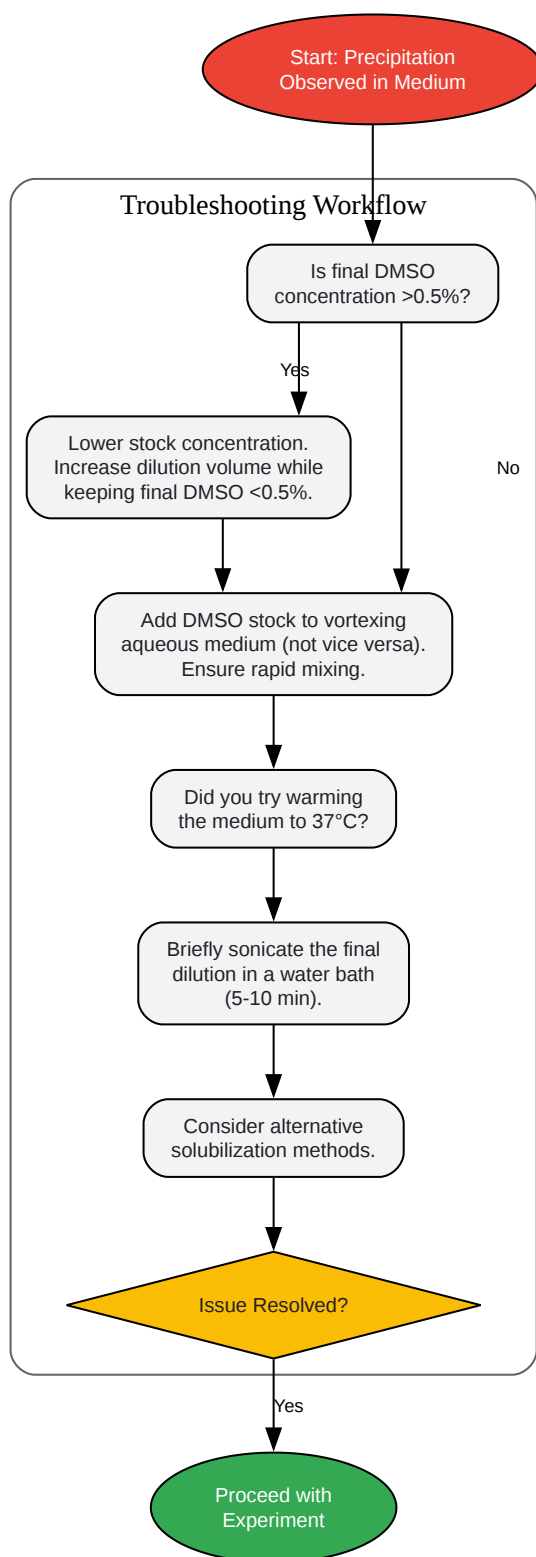 Start: Precipitation
Observed in Medium
Troubleshooting Workflow
Is final DMSO
concentration >0.5%?
Yes
Lower stock concentration.
Increase dilution volume while
keeping final DMSO <0.5%.
No
Add DMSO stock to vortexing
aqueous medium (not vice versa).
Ensure rapid mixing.
Did you try warming
the medium to 37°C?
Briefly sonicate the final
dilution in a water bath
(5-10 min).
Consider alternative
solubilization methods.
Issue Resolved?
Yes
Proceed with
Experiment